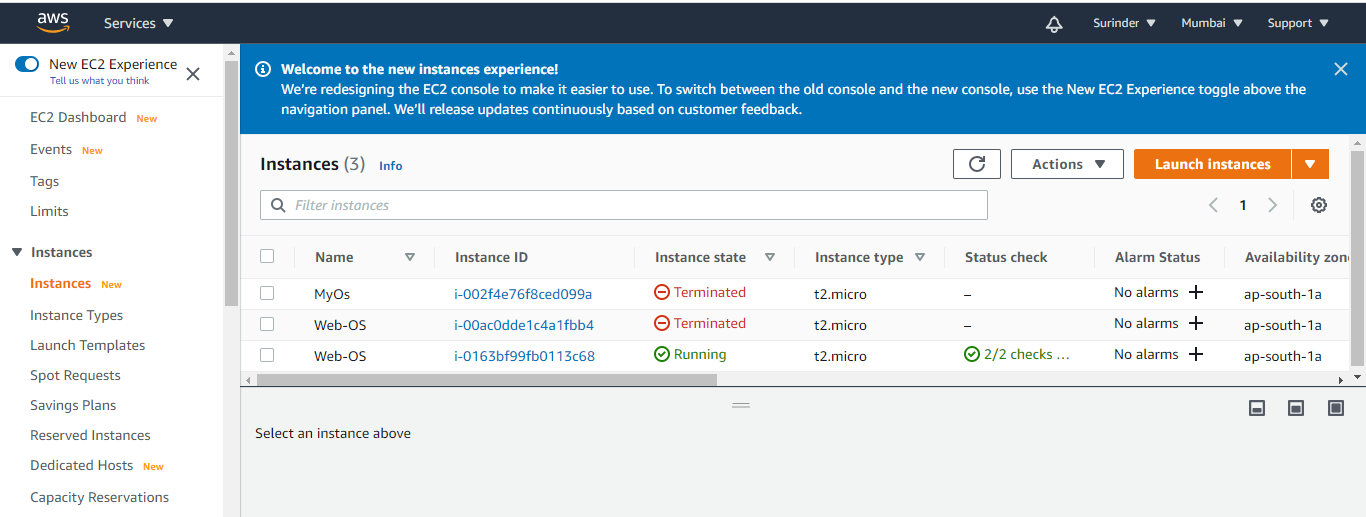 aws Services Surinder Mumbai Support
New EC2 Experience
Tell us what you think
EC2 Dashboard New
Events New
Tags
Limits
Instances
Instances New
Instance Types
Launch Templates
Spot Requests
Savings Plans
Reserved Instances
Dedicated Hosts New
Capacity Reservations
Welcome to the new instances experience!
We're redesigning the EC2 console to make it easier to use. To switch between the old console and the new console, use the New EC2 Experience toggle above the
navigation panel. We'll release updates continuously based on customer feedback.
Instances (3) Info
Actions
Launch instances
Filter instances
1
Name Instance ID Instance state Instance type Status check Alarm Status Availability zon
MyOs i-002f4e76f8ced099a Terminated t2.micro – No alarms + ap-south-1a
Web-OS i-00ac0dde1c4a1fbb4 Terminated t2.micro – No alarms + ap-south-1a
Web-OS i-0163bf99fb0113c68 Running t2.micro 2/2 checks ... No alarms + ap-south-1a
Select an instance above